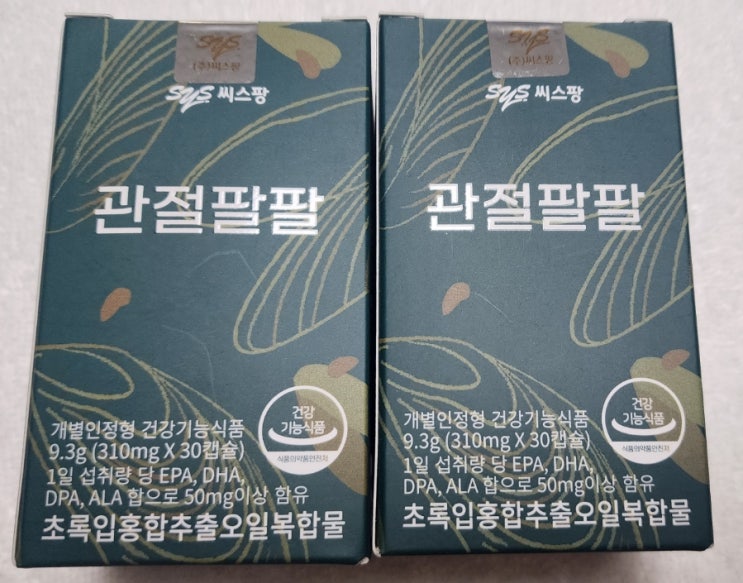 SYS.
(주)씨스팡
SYS. 씨스팡
관절팔팔
개별인정형 건강기능식품
9.3g (310mg X 30캡슐)
1일 섭취량 당 EPA, DHA,
DPA, ALA 합으로 50mg이상 함유
초록입홍합추출오일복합물
건강
기능식품
식품의약품안전처
SYS.
(주)씨스팡
SYS. 씨스팡
관절팔팔
개별인정형 건강기능식품
9.3g (310mg X 30캡슐)
1일 섭취량 당 EPA, DHA,
DPA, ALA 합으로 50mg이상 함유
초록입홍합추출오일복합물
건강
기능식품
식품의약품안전처